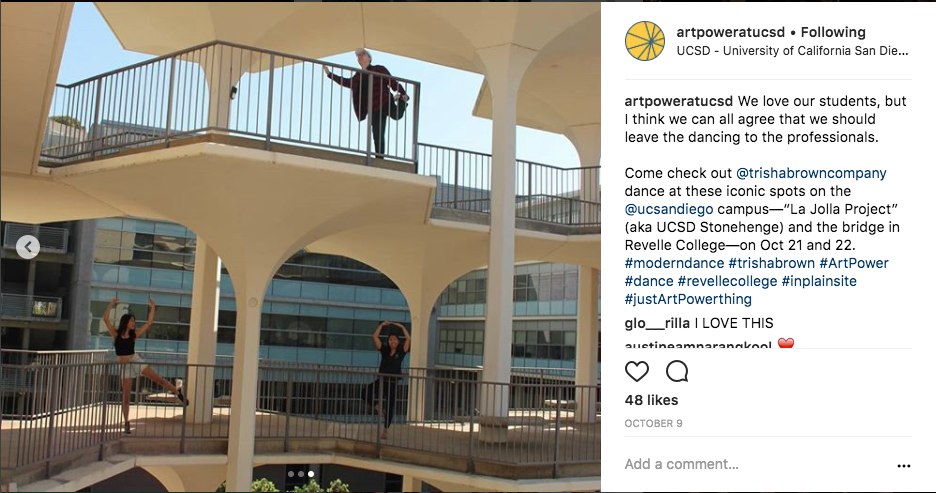 artpoweratucsd • Following
UCSD - University of California San Die...
artpoweratucsd We love our students, but
I think we can all agree that we should
leave the dancing to the professionals.
Come check out @trishabrowncompany
dance at these iconic spots on the
@ucsandiego campus—"La Jolla Project"
(aka UCSD Stonehenge) and the bridge in
Revelle College—on Oct 21 and 22.
#moderndance #trishabrown #ArtPower
#dance #revellecollege #inplainsite
#justArtPowerthing
glo___rilla I LOVE THIS
austineamnarangkool ❤️
48 likes
OCTOBER 9
Add a comment...